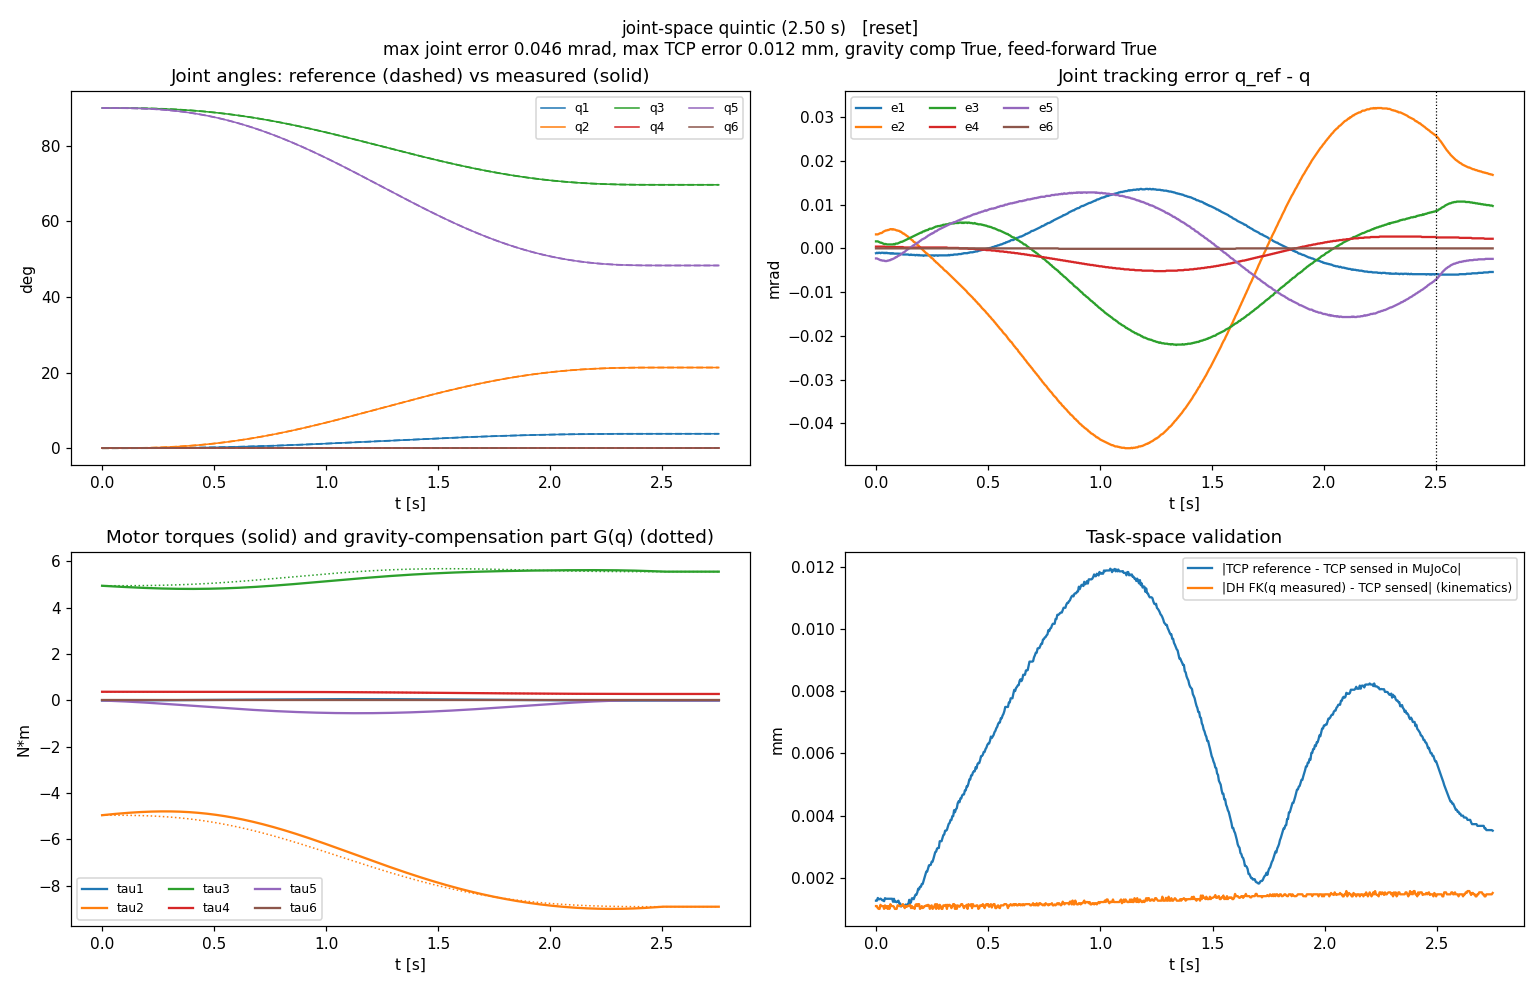 joint-space quintic (2.50 s)   [reset]
max joint error 0.046 mrad, max TCP error 0.012 mm, gravity comp True, feed-forward True
Joint angles: reference (dashed) vs measured (solid)
q1 q3 q5
q2 q4 q6
80
60
40
20
0
deg
0.0 0.5 1.0 1.5 2.0 2.5
t [s]
Joint tracking error q_ref - q
e1 e3 e5
e2 e4 e6
0.03
0.02
0.01
0.00
−0.01
−0.02
−0.03
−0.04
mrad
0.0 0.5 1.0 1.5 2.0 2.5
t [s]
Motor torques (solid) and gravity-compensation part G(q) (dotted)
6
4
2
0
−2
−4
−6
−8
N*m
tau1 tau3 tau5
tau2 tau4 tau6
0.0 0.5 1.0 1.5 2.0 2.5
t [s]
Task-space validation
|TCP reference - TCP sensed in MuJoCo|
|DH FK(q measured) - TCP sensed| (kinematics)
0.012
0.010
0.008
0.006
0.004
0.002
mm
0.0 0.5 1.0 1.5 2.0 2.5
t [s]